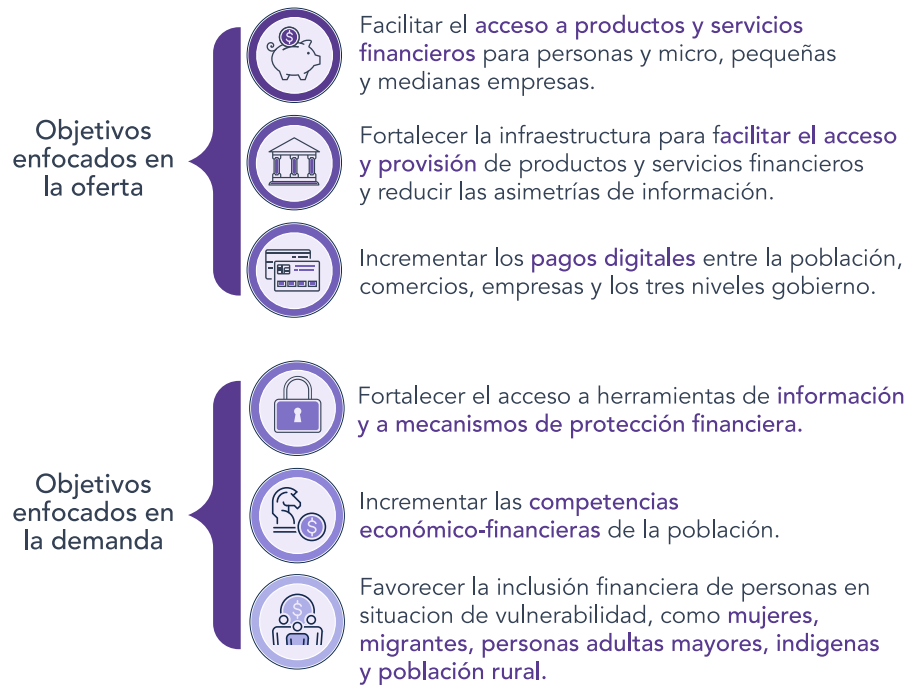 Objetivos
enfocados en
la oferta
Facilitar el acceso a productos y servicios
financieros para personas y micro, pequeñas
y medianas empresas.
Fortalecer la infraestructura para facilitar el acceso
y provisión de productos y servicios financieros
y reducir las asimetrías de información.
Incrementar los pagos digitales entre la población,
comercios, empresas y los tres niveles gobierno.
Objetivos
enfocados en
la demanda
Fortalecer el acceso a herramientas de información
y a mecanismos de protección financiera.
Incrementar las competencias
económico-financieras de la población.
Favorecer la inclusión financiera de personas en
situacion de vulnerabilidad, como mujeres,
migrantes, personas adultas mayores, indigenas
y población rural.